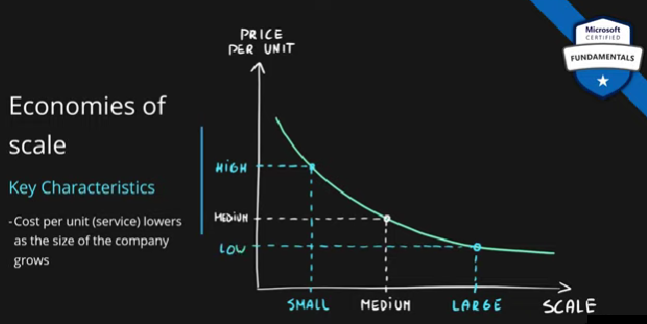 PRICE
PER UNIT
Microsoft
CERTIFIED
FUNDAMENTALS
Economies of
scale
Key Characteristics
-Cost per unit (service) lowers
as the size of the company
grows
HIGH
MEDIUM
LOW
SMALL
MEDIUM
LARGE
SCALE